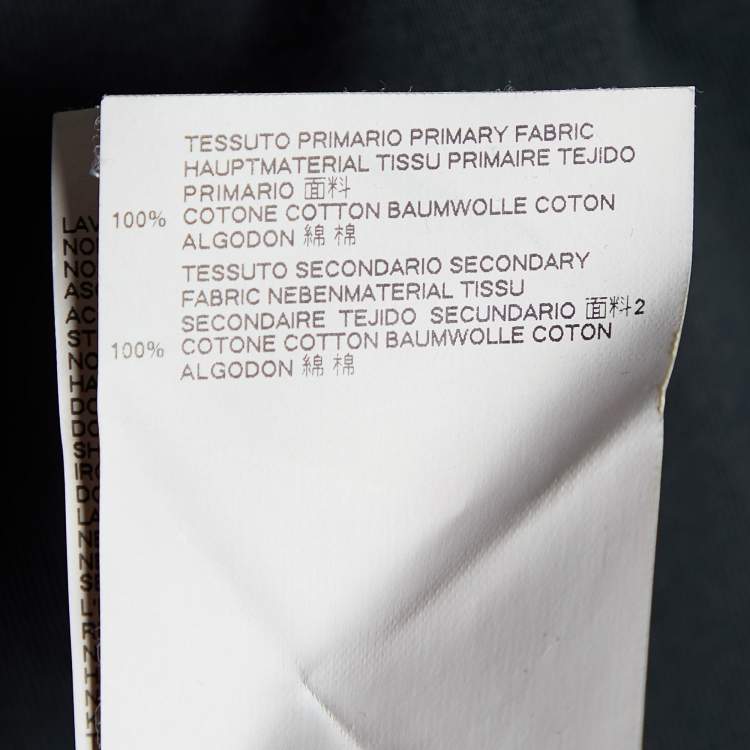 TESSUTO PRIMARIO PRIMARY FABRIC
HAUPTMATERIAL TISSU PRIMAIRE TEJIDO
PRIMARIO 面料
100% COTONE COTTON BAUMWOLLE COTON
ALGODON 綿 棉
TESSUTO SECONDARIO SECONDARY
FABRIC NEBENMATERIAL TISSU
SECONDAIRE TEJIDO SECUNDARIO 面料2
100% COTONE COTTON BAUMWOLLE COTON
ALGODON 綿 棉